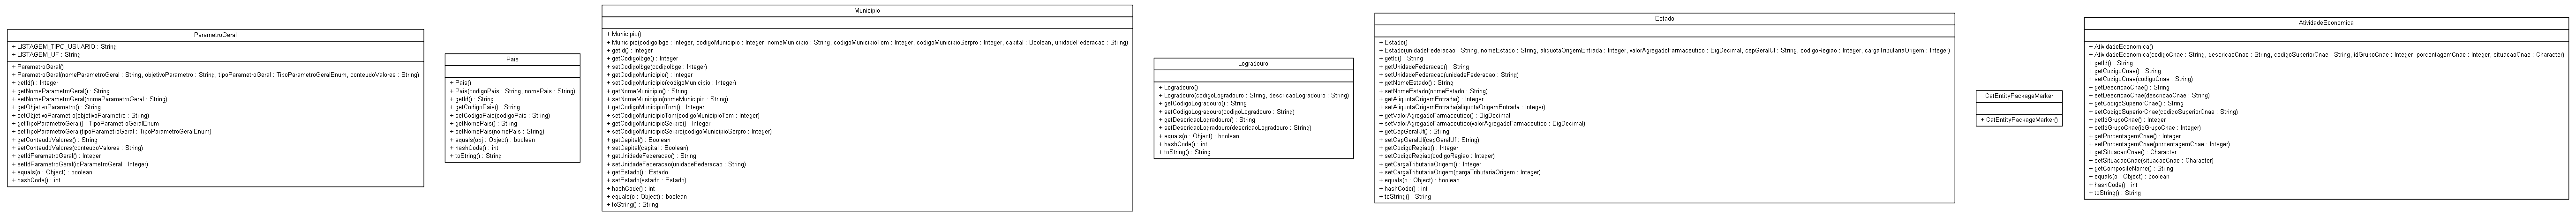 ParametroGeral
+ LISTAGEM_TIPO_USUARIO : String
+ LISTAGEM_UF : String
+ ParametroGeral()
+ ParametroGeral(nomeParametroGeral : String, objetivoParametro : String, tipoParametroGeral : TipoParametroGeralEnum, conteudoValores : String)
+ getId() : Integer
+ getNomeParametroGeral() : String
+ setNomeParametroGeral(nomeParametroGeral : String)
+ getObjetivoParametro() : String
+ setObjetivoParametro(objetivoParametro : String)
+ getTipoParametroGeral() : TipoParametroGeralEnum
+ setTipoParametroGeral(tipoParametroGeral : TipoParametroGeralEnum)
+ getConteudoValores() : String
+ setConteudoValores(conteudoValores : String)
+ getIdParametroGeral() : Integer
+ setIdParametroGeral(idParametroGeral : Integer)
+ equals(o : Object) : boolean
+ hashCode() : int
Pais
+ Pais()
+ Pais(codigoPais : String, nomePais : String)
+ getId() : String
+ getCodigoPais() : String
+ setCodigoPais(codigoPais : String)
+ getNomePais() : String
+ setNomePais(nomePais : String)
+ equals(obj : Object) : boolean
+ hashCode() : int
+ toString() : String
Municipio
+ Municipio()
+ Municipio(codigoIbge : Integer, codigoMunicipio : Integer, nomeMunicipio : String, codigoMunicipioTom : Integer, codigoMunicipioSerpro : Integer, capital : Boolean, unidadeFederacao : String)
+ getId() : Integer
+ getCodigoIbge() : Integer
+ setCodigoIbge(codigoIbge : Integer)
+ getCodigoMunicipio() : Integer
+ setCodigoMunicipio(codigoMunicipio : Integer)
+ getNomeMunicipio() : String
+ setNomeMunicipio(nomeMunicipio : String)
+ getCodigoMunicipioTom() : Integer
+ setCodigoMunicipioTom(codigoMunicipioTom : Integer)
+ getCodigoMunicipioSerpro() : Integer
+ setCodigoMunicipioSerpro(codigoMunicipioSerpro : Integer)
+ getCapital() : Boolean
+ setCapital(capital : Boolean)
+ getUnidadeFederacao() : String
+ setUnidadeFederacao(unidadeFederacao : String)
+ getEstado() : Estado
+ setEstado(estado : Estado)
+ hashCode() : int
+ equals(o : Object) : boolean
+ toString() : String
Logradouro
+ Logradouro()
+ Logradouro(codigoLogradouro : String, descricaoLogradouro : String)
+ getCodigoLogradouro() : String
+ setCodigoLogradouro(codigoLogradouro : String)
+ getDescricaoLogradouro() : String
+ setDescricaoLogradouro(descricaoLogradouro : String)
+ equals(o : Object) : boolean
+ hashCode() : int
+ toString() : String
Estado
+ Estado()
+ Estado(unidadeFederacao : String, nomeEstado : String, aliquotaOrigemEntrada : Integer, valorAgregadoFarmaceutico : BigDecimal, cepGeralUf : String, codigoRegiao : Integer, cargaTributariaOrigem : Integer)
+ getId() : String
+ getUnidadeFederacao() : String
+ setUnidadeFederacao(unidadeFederacao : String)
+ getNomeEstado() : String
+ setNomeEstado(nomeEstado : String)
+ getAliquotaOrigemEntrada() : Integer
+ setAliquotaOrigemEntrada(aliquotaOrigemEntrada : Integer)
+ getValorAgregadoFarmaceutico() : BigDecimal
+ setValorAgregadoFarmaceutico(valorAgregadoFarmaceutico : BigDecimal)
+ getCepGeralUf() : String
+ setCepGeralUf(cepGeralUf : String)
+ getCodigoRegiao() : Integer
+ setCodigoRegiao(codigoRegiao : Integer)
+ getCargaTributariaOrigem() : Integer
+ setCargaTributariaOrigem(cargaTributariaOrigem : Integer)
+ equals(o : Object) : boolean
+ hashCode() : int
+ toString() : String
CatEntityPackageMarker
+ CatEntityPackageMarker()
AtividadeEconomica
+ AtividadeEconomica()
+ AtividadeEconomica(codigoCnae : String, descricaoCnae : String, codigoSuperiorCnae : String, idGrupoCnae : Integer, porcentagemCnae : Integer, situacaoCnae : Character)
+ getId() : String
+ getCodigoCnae() : String
+ setCodigoCnae(codigoCnae : String)
+ getDescricaoCnae() : String
+ setDescricaoCnae(descricaoCnae : String)
+ getCodigoSuperiorCnae() : String
+ setCodigoSuperiorCnae(codigoSuperiorCnae : String)
+ getIdGrupoCnae() : Integer
+ setIdGrupoCnae(idGrupoCnae : Integer)
+ getPorcentagemCnae() : Integer
+ setPorcentagemCnae(porcentagemCnae : Integer)
+ getSituacaoCnae() : Character
+ setSituacaoCnae(situacaoCnae : Character)
+ getCompositeName() : String
+ equals(o : Object) : boolean
+ hashCode() : int
+ toString() : String